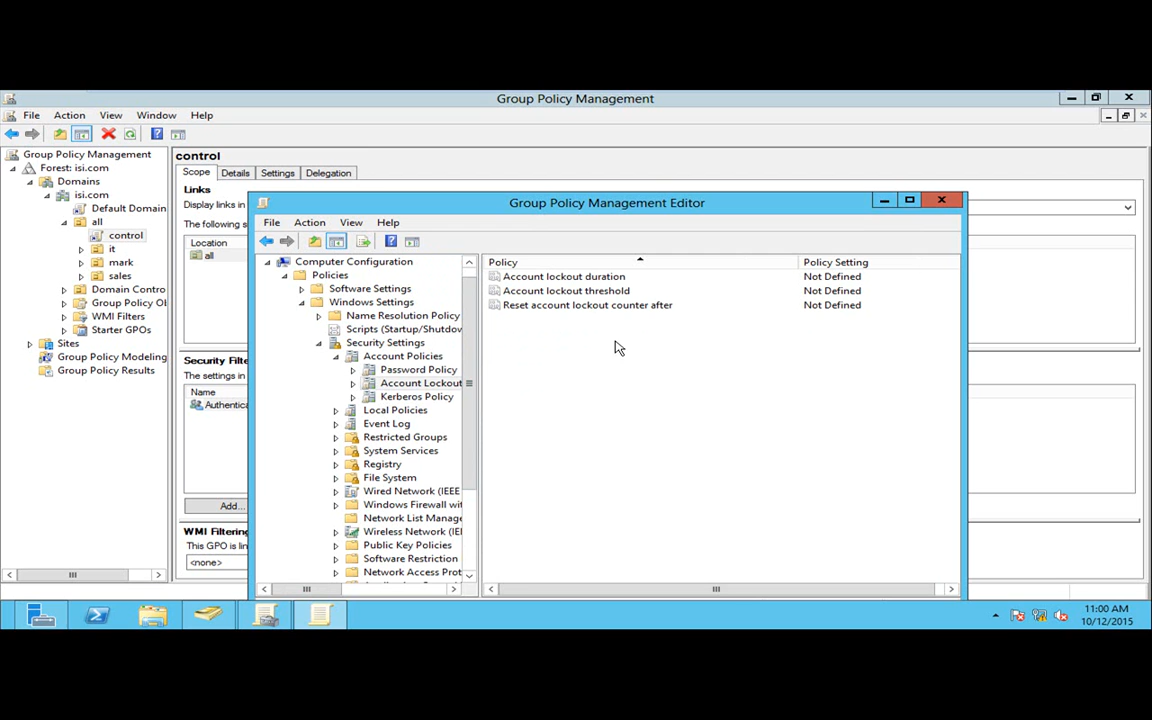 Group Policy Management
File Action View Help
Group Policy Management
Forest: isi.com
Domains
isi.com
Default Domain
all
control
it
mark
sales
Domain Contro
Group Policy Ob
WMI Filters
Starter GPOs
Sites
Group Policy Modeling
Group Policy Results
control
Scope Details Settings Delegation
Links
Display links in
The following s
Location
all
Security Filte
The settings in
Name
Authentica
Add...
WMI Filtering
This GPO is lin
<none>
Group Policy Management Editor
File Action View Help
Computer Configuration
Policies
Software Settings
Windows Settings
Name Resolution Policy
Scripts (Startup/Shutdov
Security Settings
Account Policies
Password Policy
Account Lockout
Kerberos Policy
Local Policies
Event Log
Restricted Groups
System Services
Registry
File System
Wired Network (IEEE
Windows Firewall wit
Network List Manage
Wireless Network (IE
Public Key Policies
Software Restriction
Network Access Prot
Policy Policy Setting
Account lockout duration Not Defined
Account lockout threshold Not Defined
Reset account lockout counter after Not Defined
11:00 AM
10/12/2015